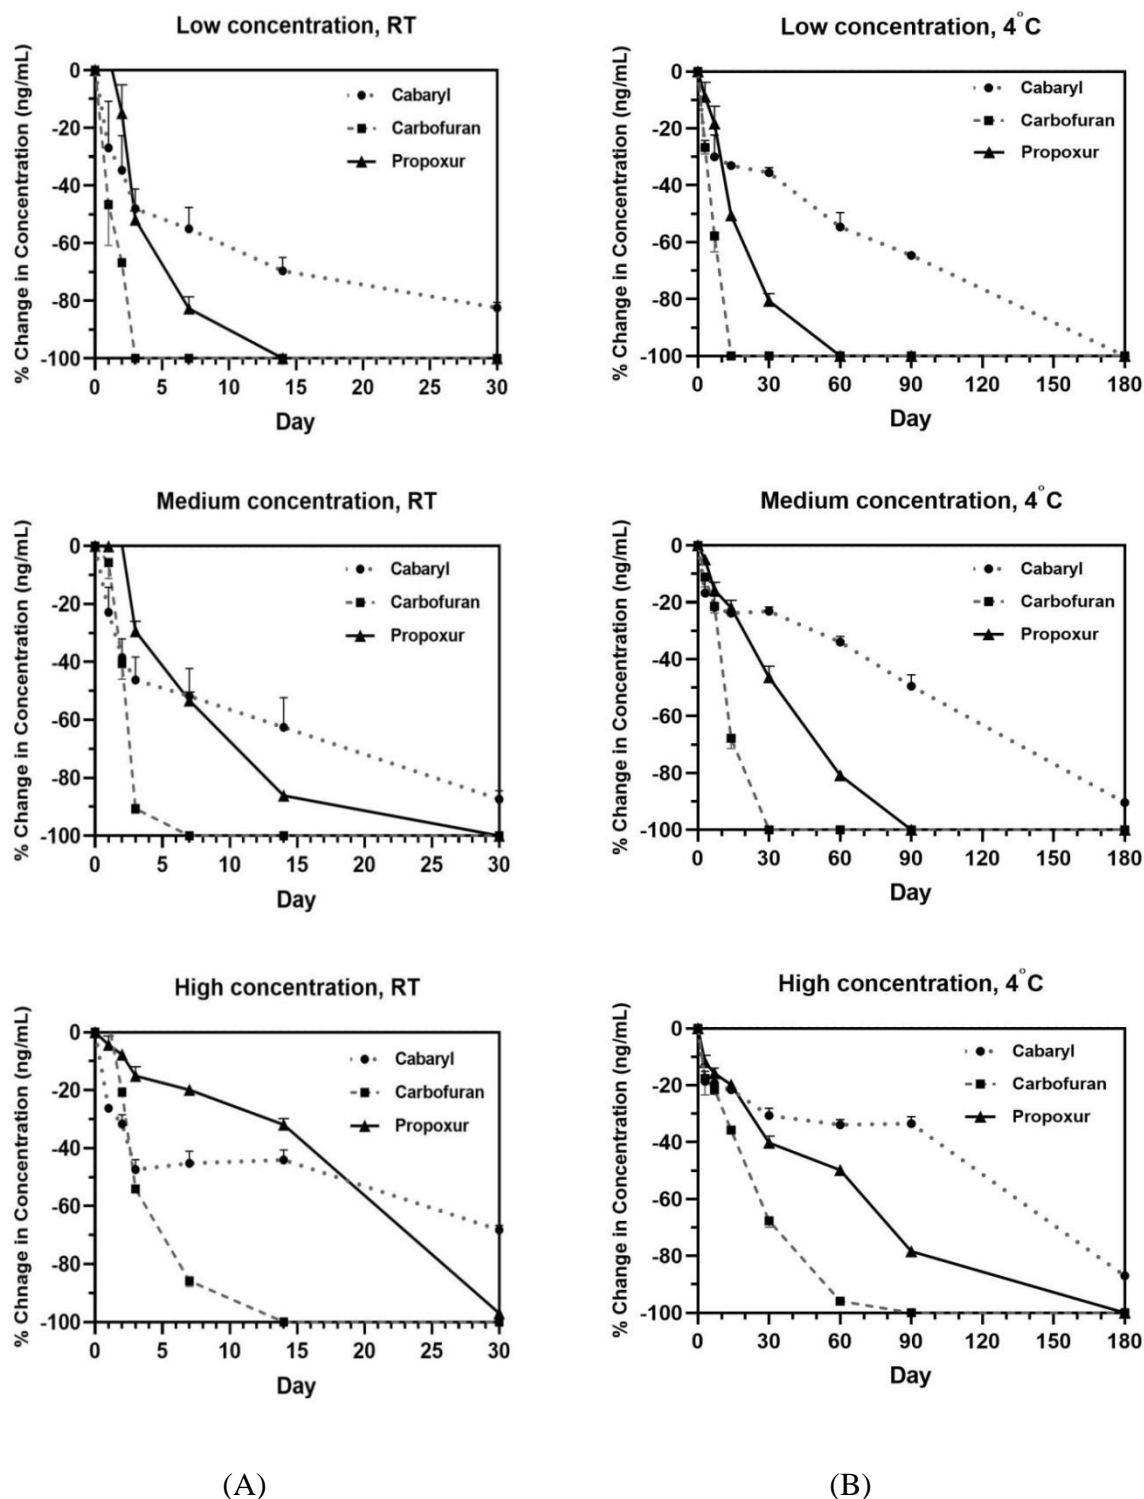 Low concentration, RT
% Change in Concentration (ng/mL)
0
-20
-40
-60
-80
-100
Cabaryl
Carbofuran
Propoxur
0 5 10 15 20 25 30
Day
Low concentration, 4°C
% Change in Concentration (ng/mL)
0
-20
-40
-60
-80
-100
Cabaryl
Carbofuran
Propoxur
0 30 60 90 120 150 180
Day
Medium concentration, RT
% Change in Concentration (ng/mL)
0
-20
-40
-60
-80
-100
Cabaryl
Carbofuran
Propoxur
0 5 10 15 20 25 30
Day
Medium concentration, 4°C
% Change in Concentration (ng/mL)
0
-20
-40
-60
-80
-100
Cabaryl
Carbofuran
Propoxur
0 30 60 90 120 150 180
Day
High concentration, RT
% Chnage in Concentration (ng/mL)
0
-20
-40
-60
-80
-100
Cabaryl
Carbofuran
Propoxur
0 5 10 15 20 25 30
Day
High concentration, 4°C
% Change in Concentration (ng/mL)
0
-20
-40
-60
-80
-100
Cabaryl
Carbofuran
Propoxur
0 30 60 90 120 150 180
Day
(A)
(B)